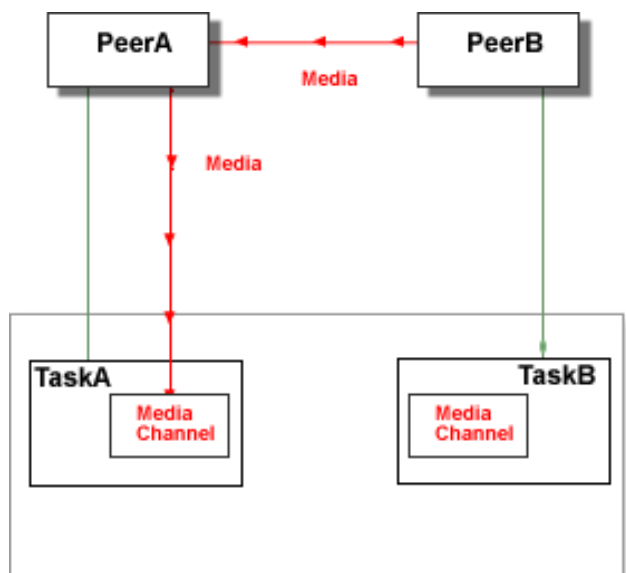 PeerA
PeerB
Media
Media
TaskA
TaskB
Media
Channel
Media
Channel